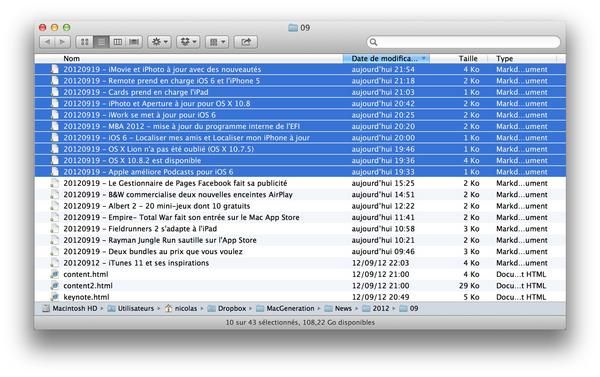 09
Nom Date de modifica... Taille Type
20120919 – iMovie et iPhoto à jour avec des nouveautés aujourd'hui 21:54 4 Ko Markd...ument
20120919 – Remote prend en charge iOS 6 et l'iPhone 5 aujourd'hui 21:18 2 Ko Markd...ument
20120919 – Cards prend en charge l'iPad aujourd'hui 21:03 1 Ko Markd...ument
20120919 – iPhoto et Aperture à jour pour OS X 10.8 aujourd'hui 20:42 2 Ko Markd...ument
20120919 – iWork se met à jour pour iOS 6 aujourd'hui 20:25 2 Ko Markd...ument
20120919 – MBA 2012 – mise à jour du programme interne de l'EFI aujourd'hui 20:20 2 Ko Markd...ument
20120919 – iOS 6 – Localiser mes amis et Localiser mon iPhone à jour aujourd'hui 20:00 1 Ko Markd...ument
20120919 – OS X Lion n'a pas été oublié (OS X 10.7.5) aujourd'hui 19:46 1 Ko Markd...ument
20120919 – OS X 10.8.2 est disponible aujourd'hui 19:36 4 Ko Markd...ument
20120919 – Apple améliore Podcasts pour iOS 6 aujourd'hui 19:33 1 Ko Markd...ument
20120919 – Le Gestionnaire de Pages Facebook fait sa publicité aujourd'hui 15:25 2 Ko Markd...ument
20120919 – B&W commercialise deux nouvelles enceintes AirPlay aujourd'hui 14:51 2 Ko Markd...ument
20120919 – Albert 2 – 20 mini-jeux dont 10 gratuits aujourd'hui 12:22 2 Ko Markd...ument
20120919 – Empire- Total War fait son entrée sur le Mac App Store aujourd'hui 11:41 2 Ko Markd...ument
20120919 – Fieldrunners 2 s'adapte à l'iPad aujourd'hui 10:58 3 Ko Markd...ument
20120919 – Rayman Jungle Run sautille sur l'App Store aujourd'hui 10:21 2 Ko Markd...ument
20120919 – Deux bundles au prix que vous voulez aujourd'hui 09:46 3 Ko Markd...ument
20120912 – iTunes 11 et ses inspirations 12/09/12 22:03 4 Ko Markd...ument
content.html 12/09/12 21:00 4 Ko Docu...t HTML
content2.html 12/09/12 21:00 29 Ko Docu...t HTML
keynote.html 12/09/12 20:49 5 Ko Docu...t HTML
Macintosh HD ▸ Utilisateurs ▸ nicolas ▸ Dropbox ▸ MacGeneration ▸ News ▸ 2012 ▸ 09
10 sur 43 sélectionnés, 108,22 Go disponibles